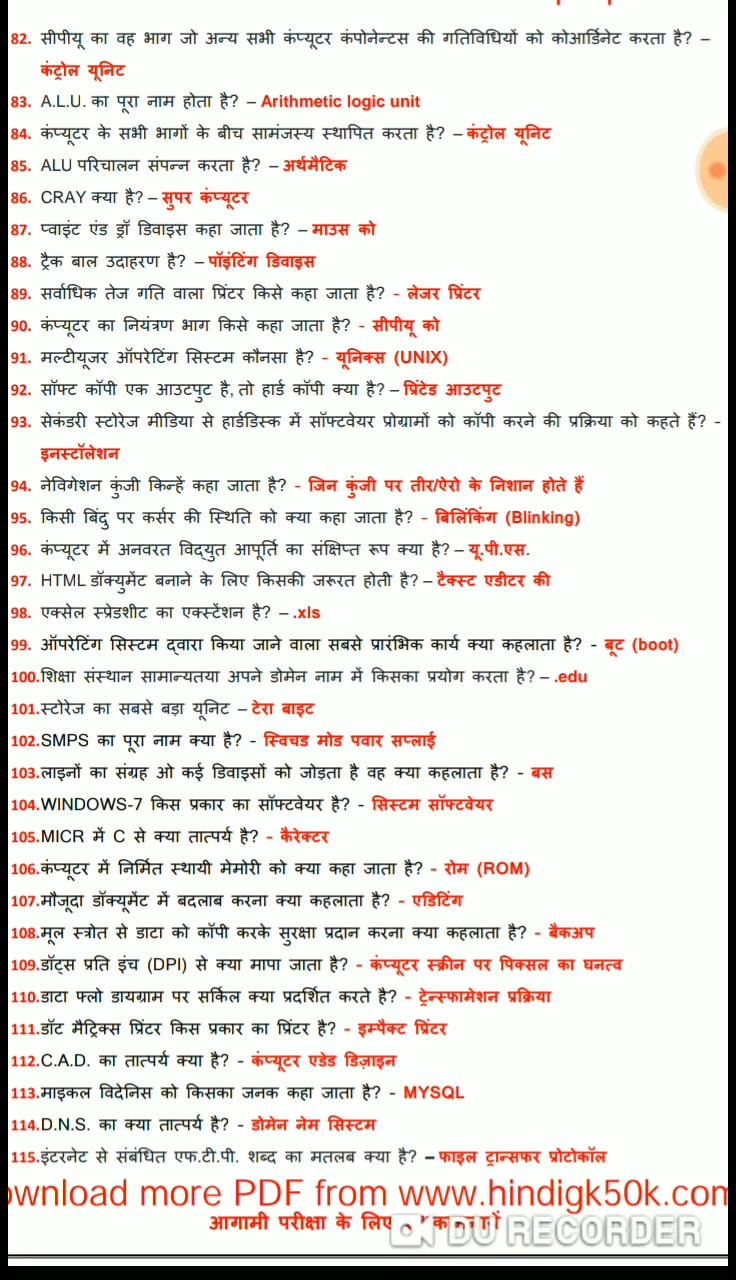 82. सीपीयू का वह भाग जो अन्य सभी कंप्यूटर कंपोनेन्टस की गतिविधियों को कोआर्डिनेट करता है? –
कंट्रोल यूनिट
83. A.L.U. का पूरा नाम होता है? – Arithmetic logic unit
84. कंप्यूटर के सभी भागों के बीच सामंजस्य स्थापित करता है? – कंट्रोल यूनिट
85. ALU परिचालन संपन्न करता है? – अर्थमैटिक
86. CRAY क्या है? – सुपर कंप्यूटर
87. प्वाइंट एंड ड्रॉ डिवाइस कहा जाता है? – माउस को
88. ट्रैक बाल उदाहरण है? – पॉइंटिंग डिवाइस
89. सर्वाधिक तेज गति वाला प्रिंटर किसे कहा जाता है? - लेजर प्रिंटर
90. कंप्यूटर का नियंत्रण भाग किसे कहा जाता है? - सीपीयू को
91. मल्टीयूजर ऑपरेटिंग सिस्टम कौनसा है? - यूनिक्स (UNIX)
92. सॉफ्ट कॉपी एक आउटपुट है, तो हार्ड कॉपी क्या है? – प्रिंटेड आउटपुट
93. सेकंडरी स्टोरेज मीडिया से हार्डडिस्क में सॉफ्टवेयर प्रोग्रामों को कॉपी करने की प्रक्रिया को कहते हैं? -
इनस्टॉलेशन
94. नेविगेशन कुंजी किन्हें कहा जाता है? - जिन कुंजी पर तीर/ऐरो के निशान होते हैं
95. किसी बिंदु पर कर्सर की स्थिति को क्या कहा जाता है? - बिलिंकिंग (Blinking)
96. कंप्यूटर में अनवरत विद्युत आपूर्ति का संक्षिप्त रूप क्या है? – यू.पी.एस.
97. HTML डॉक्युमेंट बनाने के लिए किसकी जरूरत होती है? – टैक्स्ट एडीटर की
98. एक्सेल स्प्रेडशीट का एक्स्टेंशन है? – .xls
99. ऑपरेटिंग सिस्टम द्वारा किया जाने वाला सबसे प्रारंभिक कार्य क्या कहलाता है? - बूट (boot)
100.शिक्षा संस्थान सामान्यतया अपने डोमेन नाम में किसका प्रयोग करता है? – .edu
101.स्टोरेज का सबसे बड़ा यूनिट – टेरा बाइट
102.SMPS का पूरा नाम क्या है? - स्विचड मोड पवार सप्लाई
103.लाइनों का संग्रह ओ कई डिवाइसों को जोड़ता है वह क्या कहलाता है? - बस
104.WINDOWS-7 किस प्रकार का सॉफ्टवेयर है? - सिस्टम सॉफ्टवेयर
105.MICR में C से क्या तात्पर्य है? - कैरेक्टर
106.कंप्यूटर में निर्मित स्थायी मेमोरी को क्या कहा जाता है? - रोम (ROM)
107.मौजूदा डॉक्यूमेंट में बदलाब करना क्या कहलाता है? - एडिटिंग
108.मूल स्त्रोत से डाटा को कॉपी करके सुरक्षा प्रदान करना क्या कहलाता है? - बैकअप
109.डॉट्स प्रति इंच (DPI) से क्या मापा जाता है? - कंप्यूटर स्क्रीन पर पिक्सल का घनत्व
110.डाटा फ्लो डायग्राम पर सर्किल क्या प्रदर्शित करते है? - ट्रेन्स्फामेशन प्रक्रिया
111.डॉट मैट्रिक्स प्रिंटर किस प्रकार का प्रिंटर है? - इम्पैक्ट प्रिंटर
112.C.A.D. का तात्पर्य क्या है? - कंप्यूटर एडेड डिज़ाइन
113.माइकल विदेनिस को किसका जनक कहा जाता है? - MYSQL
114.D.N.S. का क्या तात्पर्य है? - डोमेन नेम सिस्टम
115.इंटरनेट से संबंधित एफ.टी.पी. शब्द का मतलब क्या है? – फाइल ट्रान्सफर प्रोटोकॉल
wnload more PDF from www.hindigk50k.com
आगामी परीक्षा के लिए
DU RECORDER